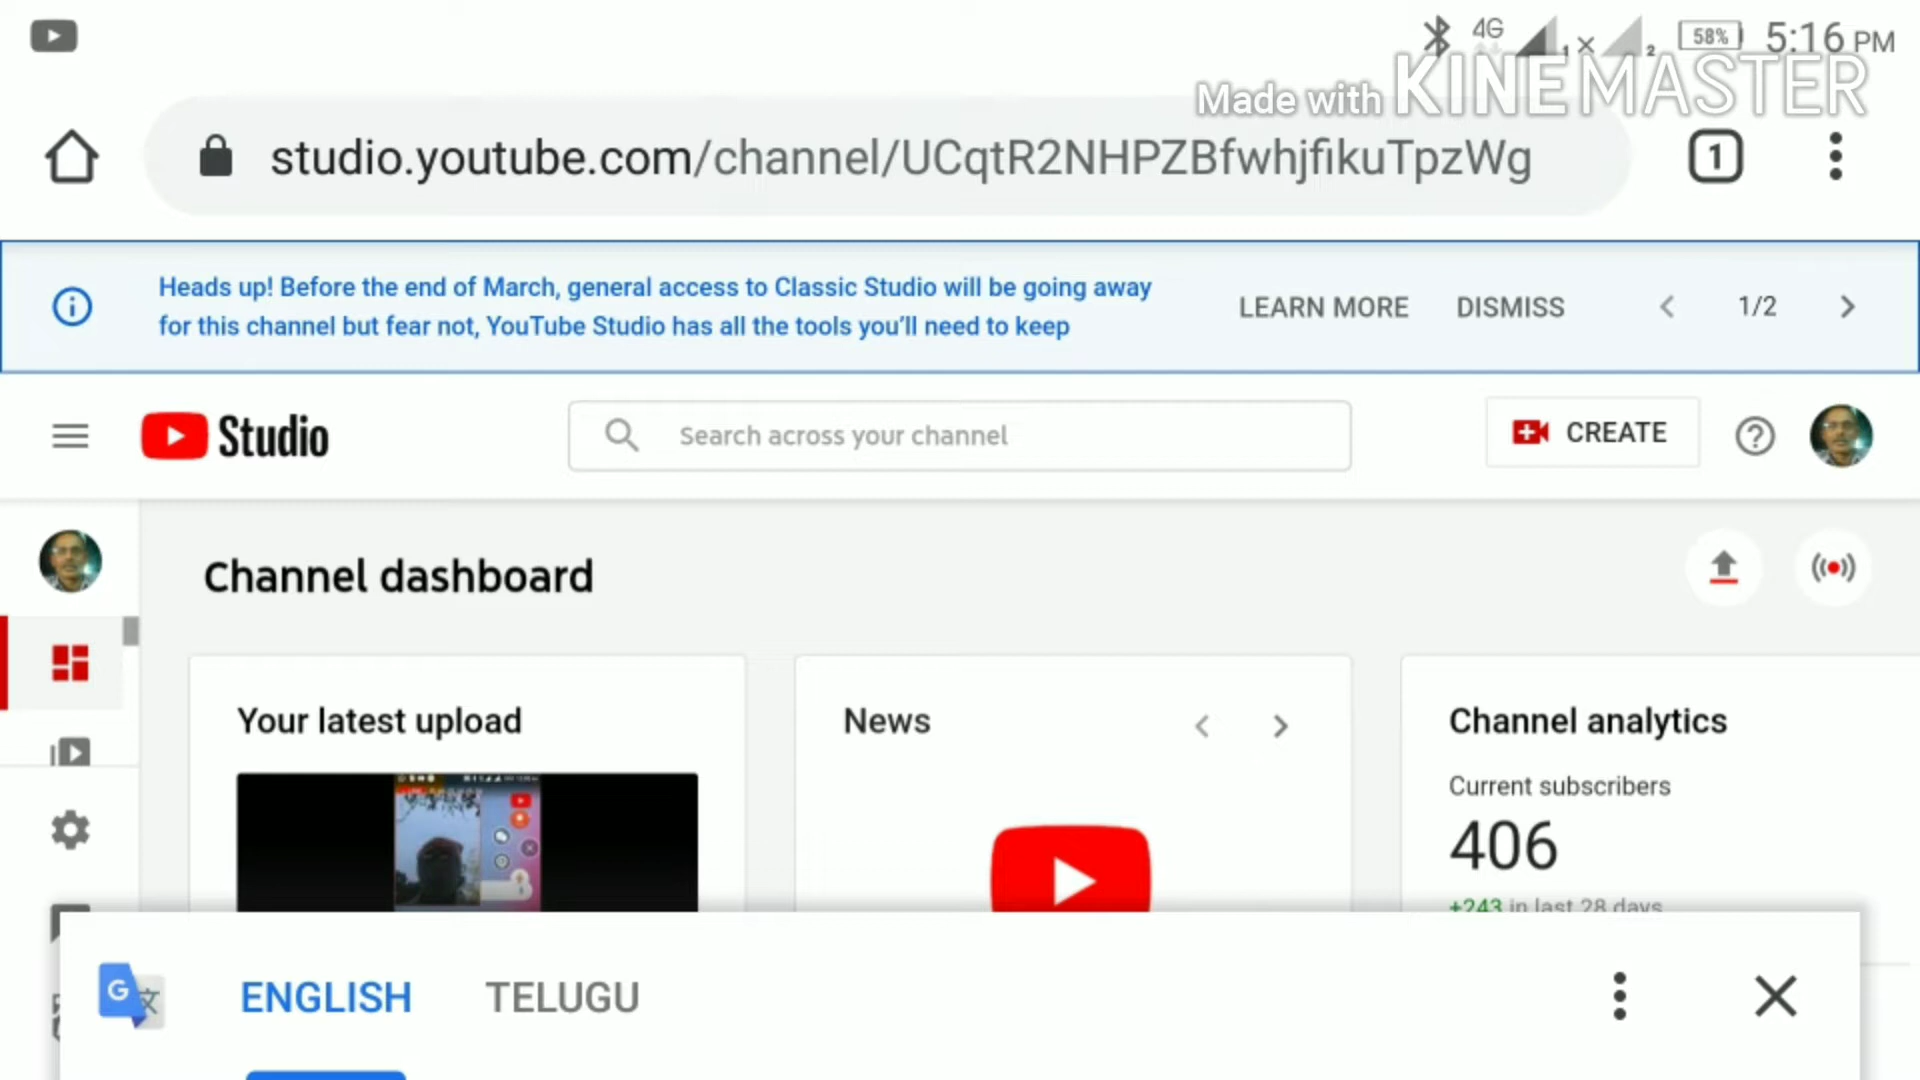 4G
1
2
58%
5:16 PM
Made with KINEMASTER
studio.youtube.com/channel/UCqtR2NHPZBfwhjfikuTpzWg
1
Heads up! Before the end of March, general access to Classic Studio will be going away
for this channel but fear not, YouTube Studio has all the tools you'll need to keep
LEARN MORE
DISMISS
1/2
Studio
Search across your channel
CREATE
Channel dashboard
Your latest upload
News
Channel analytics
Current subscribers
406
+243 in last 28 days
G
文
ENGLISH
TELUGU